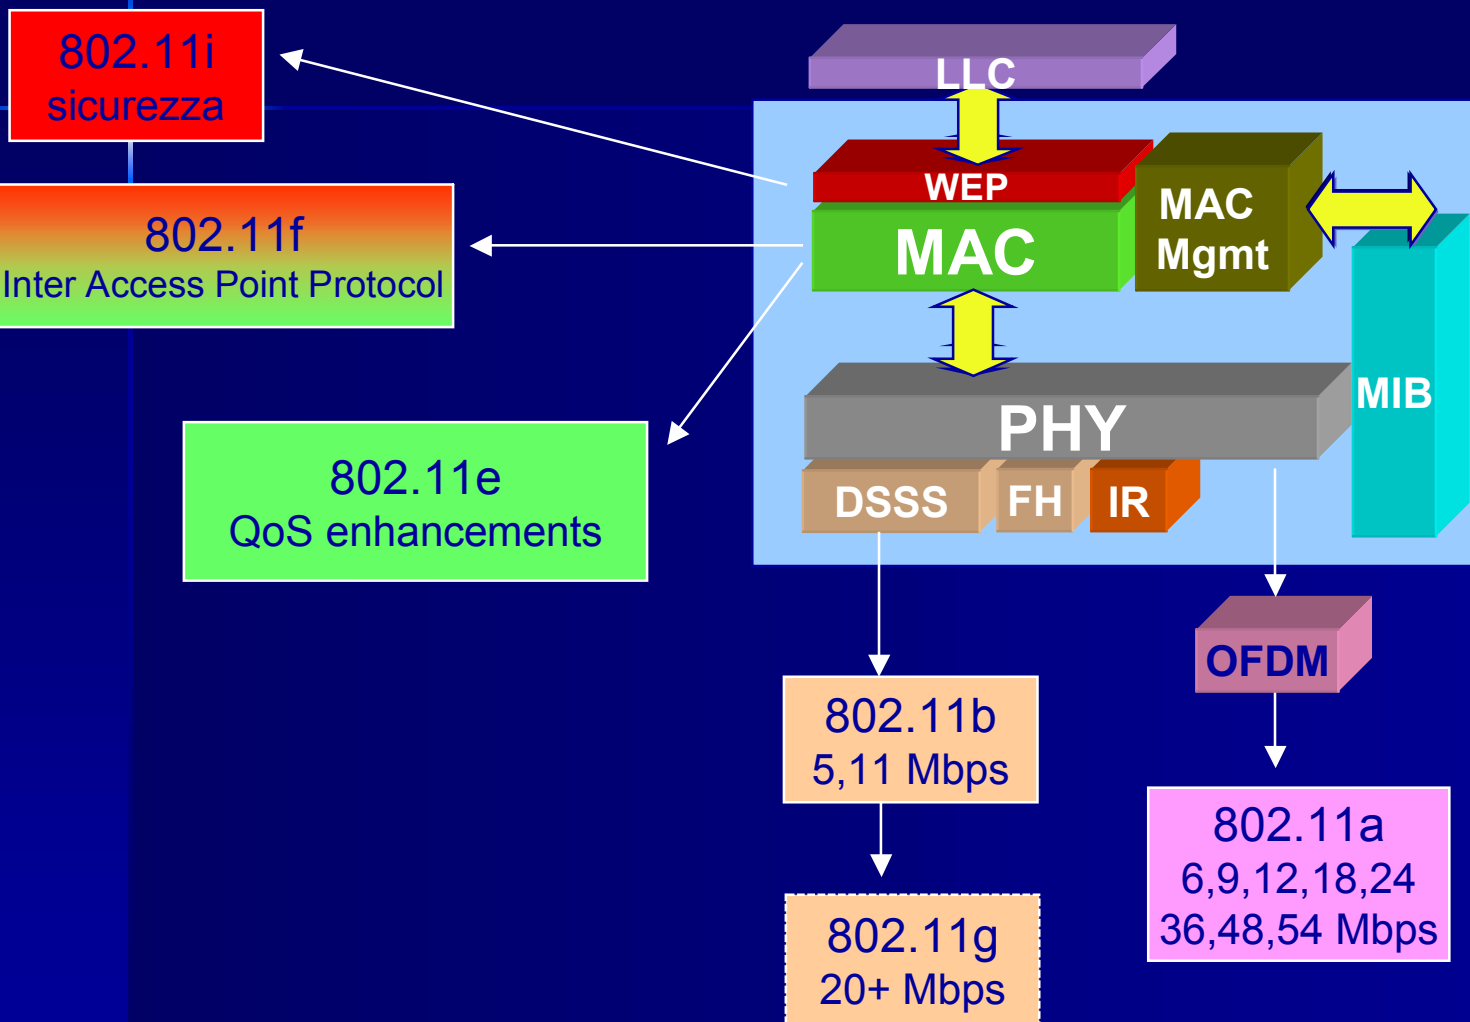 802.11i
sicurezza
802.11f
Inter Access Point Protocol
802.11e
QoS enhancements
LLC
WEP
MAC
MAC
Mgmt
MIB
PHY
DSSS
FH
IR
OFDM
802.11b
5,11 Mbps
802.11a
6,9,12,18,24
36,48,54 Mbps
802.11g
20+ Mbps